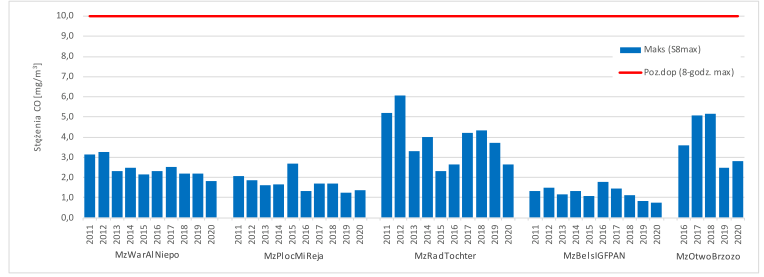 10,0
9,0
8,0
7,0
6,0
5,0
4,0
3,0
2,0
1,0
0,0
Stężenia CO [mg/m³]
Maks (S8max)
Poz.dop (8-godz. max)
2011 2012 2013 2014 2015 2016 2017 2018 2019 2020
2011 2012 2013 2014 2015 2016 2017 2018 2019 2020
2011 2012 2013 2014 2015 2016 2017 2018 2019 2020
2011 2012 2013 2014 2015 2016 2017 2018 2019 2020
2016 2017 2018 2019 2020
MzWarAlNiepo MzPlocMiReja MzRadTochter MzBelsIGFPAN MzOtwoBrzozo